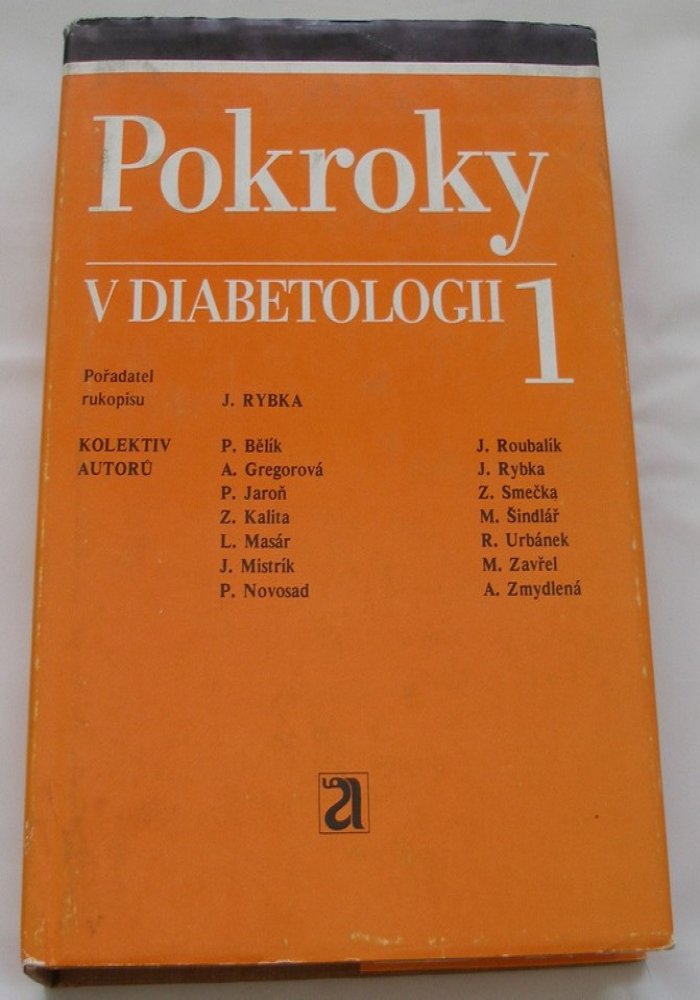 Pokroky
V DIABETOLOGII 1
Pořadatel
rukopisu J. RYBKA
KOLEKTIV P. Bělík J. Roubalík
AUTORŮ A. Gregorová J. Rybka
P. Jaroň Z. Smečka
Z. Kalita M. Šindlář
L. Masár R. Urbánek
J. Mistrík M. Zavřel
P. Novosad A. Zmydlená